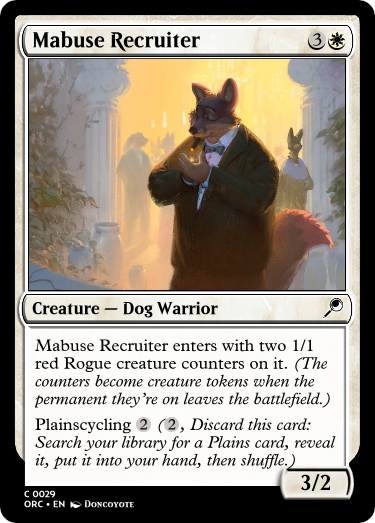 Mabuse Recruiter 3
Creature — Dog Warrior
Mabuse Recruiter enters with two 1/1
red Rogue creature counters on it. (The
counters become creature tokens when the
permanent they're on leaves the battlefield.)
Plainscycling 2 (2, Discard this card:
Search your library for a Plains card, reveal
it, put it into your hand, then shuffle.)
3/2
C 0029
ORC • EN DONCOYOTE